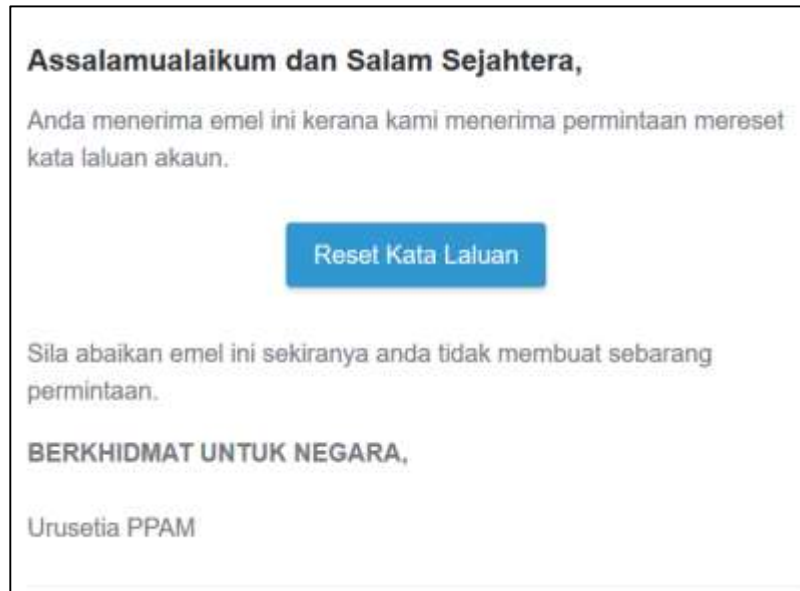 Assalamualaikum dan Salam Sejahtera,
Anda menerima emel ini kerana kami menerima permintaan mereset
kata laluan akaun.
Reset Kata Laluan
Sila abaikan emel ini sekiranya anda tidak membuat sebarang
permintaan.
BERKHIDMAT UNTUK NEGARA,
Urusetia PPAM